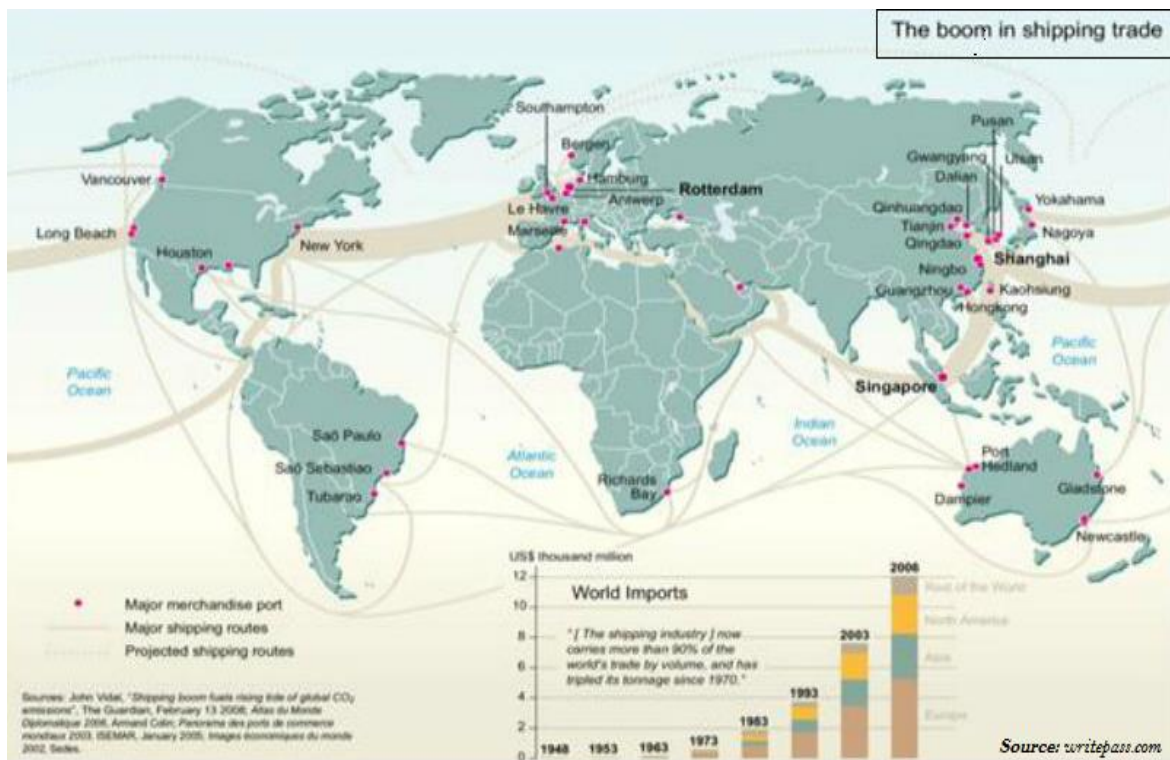 The boom in shipping trade
Southampton
Bergen
Pusan
Gwangyang
Ulsan
Dalian
Vancouver
Hamburg
Rotterdam
Antwerp
Le Havre
Marseille
Qinhuangdao
Yokahama
Tianjin
Nagoya
Qingdao
Long Beach
New York
Houston
Shanghai
Ningbo
Guangzhou
Kaohsiung
Hongkong
Pacific
Ocean
Pacific
Ocean
Singapore
Saõ Paulo
Indian
Ocean
Atlantic
Ocean
Saõ Sebastiao
Tubarao
Richards
Bay
Port
Hedland
Dampier
Gladstone
Newcastle
Major merchandise port
Major shipping routes
Projected shipping routes
US$ thousand million
World Imports
"[ The shipping industry ] now
carries more than 90% of the
world's trade by volume, and has
tripled its tonnage since 1970."
12
10
8
6
4
2
0
1948
1953
1963
1973
1983
1993
2003
2006
Rest of the World
North America
Asia
Europe
Sources: John Vidal, "Shipping boom fuels rising tide of global CO2
emissions", The Guardian, February 13 2008; Atlas du Monde
Diplomatique 2006, Armand Colin; Panorama des ports de commerce
mondiaux 2003, ISEMAR, January 2005; Images économiques du monde
2002, Sedes.
Source: writepass.com